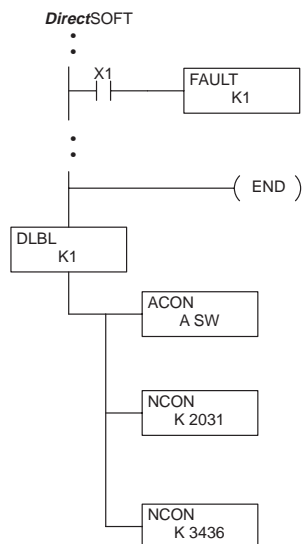 DirectSOFT
X1
FAULT
K1
END
DLBL
K1
ACON
A SW
NCON
K 2031
NCON
K 3436